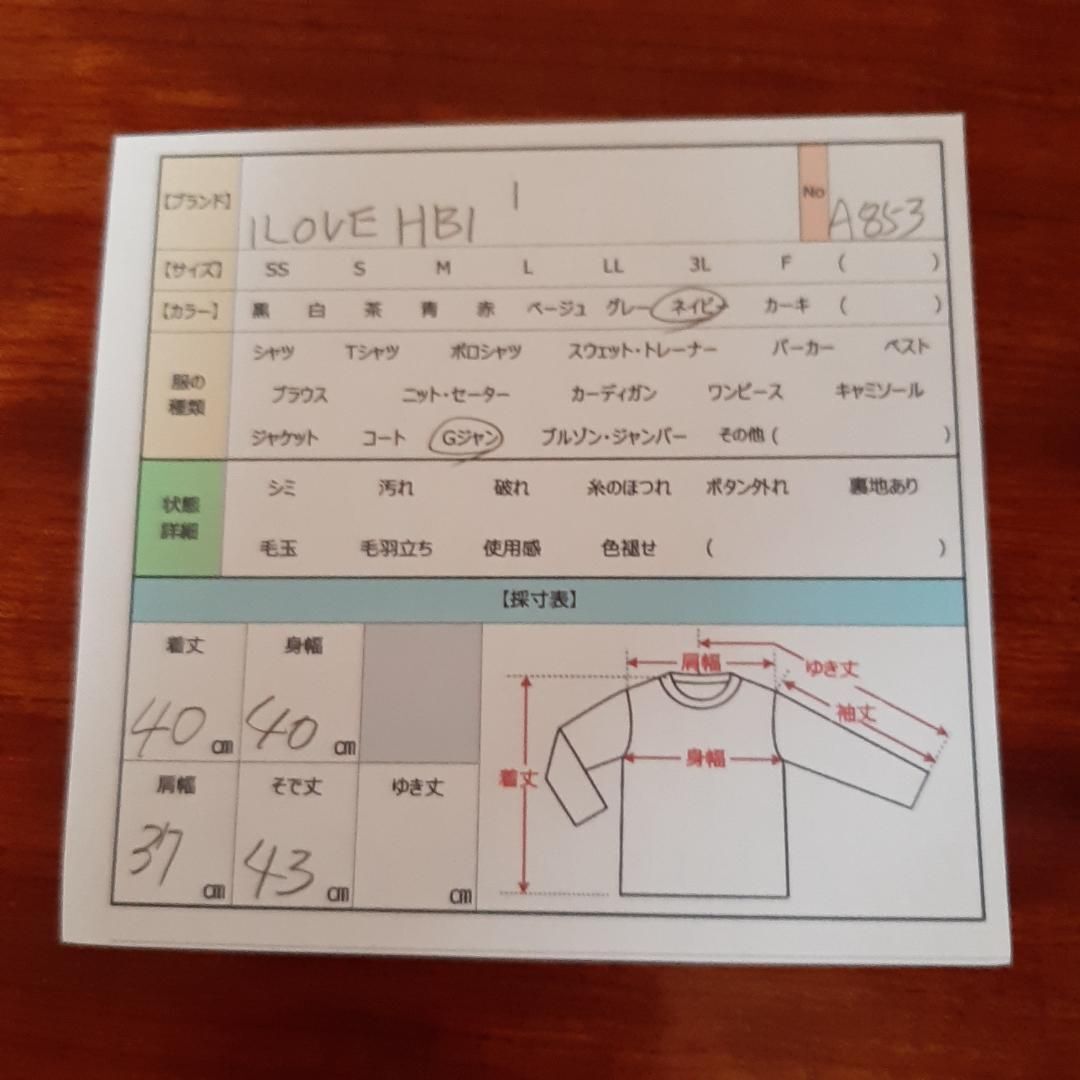 【ブランド】 1LOVE HB1 1 No A853
【サイズ】 SS S M L LL 3L F ( )
【カラー】 黒 白 茶 青 赤 ベージュ グレー ネイビー カーキ ( )
服の種類
シャツ Tシャツ ポロシャツ スウェット・トレーナー パーカー ベスト
ブラウス ニット・セーター カーディガン ワンピース キャミソール
ジャケット コート Gジャン ブルゾン・ジャンパー その他 ( )
状態詳細
シミ 汚れ 破れ 糸のほつれ ボタン外れ 裏地あり
毛玉 毛羽立ち 使用感 色褪せ ( )
【採寸表】
着丈 身幅
40 cm 40 cm
肩幅 そで丈 ゆき丈
37 cm 43 cm cm
肩幅
ゆき丈
袖丈
身幅
着丈